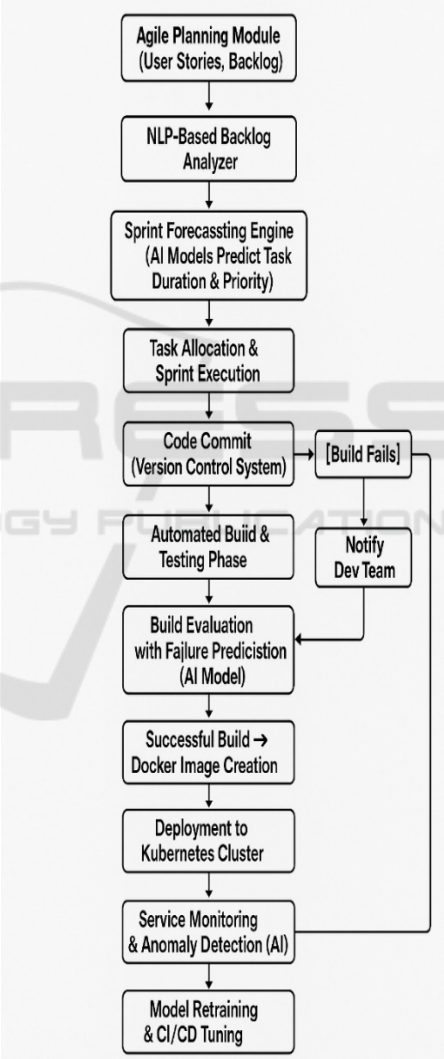 Agile Planning Module
(User Stories, Backlog)
NLP-Based Backlog
Analyzer
Sprint Forecassting Engine
(AI Models Predict Task
Duration & Priority)
Task Allocation &
Sprint Execution
Code Commit
(Version Control System)
[Build Fails]
Automated Buiid &
Testing Phase
Notify
Dev Team
Build Evaluation
with Fajlure Predicistion
(AI Model)
Successful Build →
Docker Image Creation
Deployment to
Kubernetes Cluster
Service Monitoring
& Anomaly Detection (AI)
Model Retraining
& CI/CD Tuning